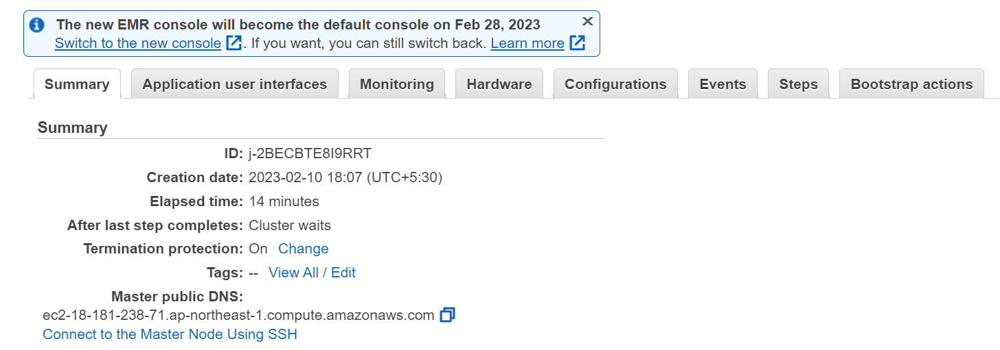 The new EMR console will become the default console on Feb 28, 2023
Switch to the new console. If you want, you can still switch back. Learn more
Summary Application user interfaces Monitoring Hardware Configurations Events Steps Bootstrap actions
Summary
ID: j-2BECBTE8I9RRT
Creation date: 2023-02-10 18:07 (UTC+5:30)
Elapsed time: 14 minutes
After last step completes: Cluster waits
Termination protection: On Change
Tags: -- View All / Edit
Master public DNS:
ec2-18-181-238-71.ap-northeast-1.compute.amazonaws.com
Connect to the Master Node Using SSH